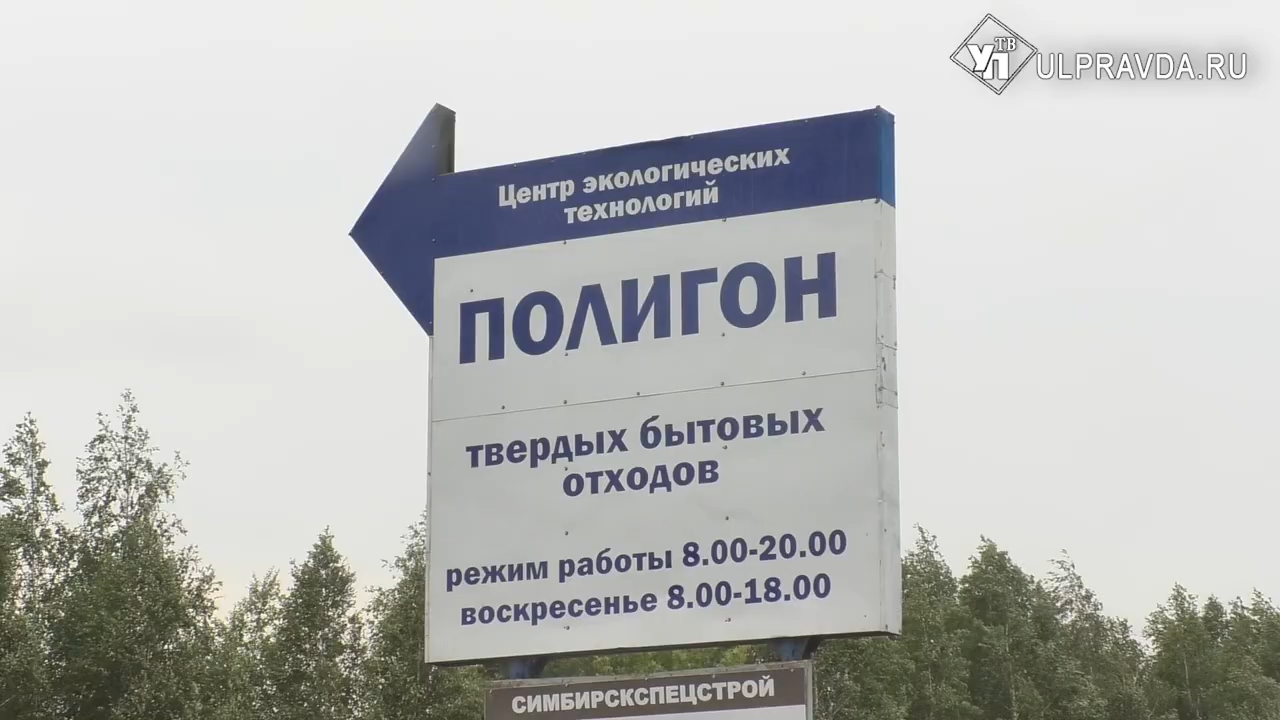 УП ТВ ULPRAVDA.RU
Центр экологических
технологий
ПОЛИГОН
твердых бытовых
отходов
режим работы 8.00-20.00
воскресенье 8.00-18.00
СИМБИРСКСПЕЦСТРОЙ